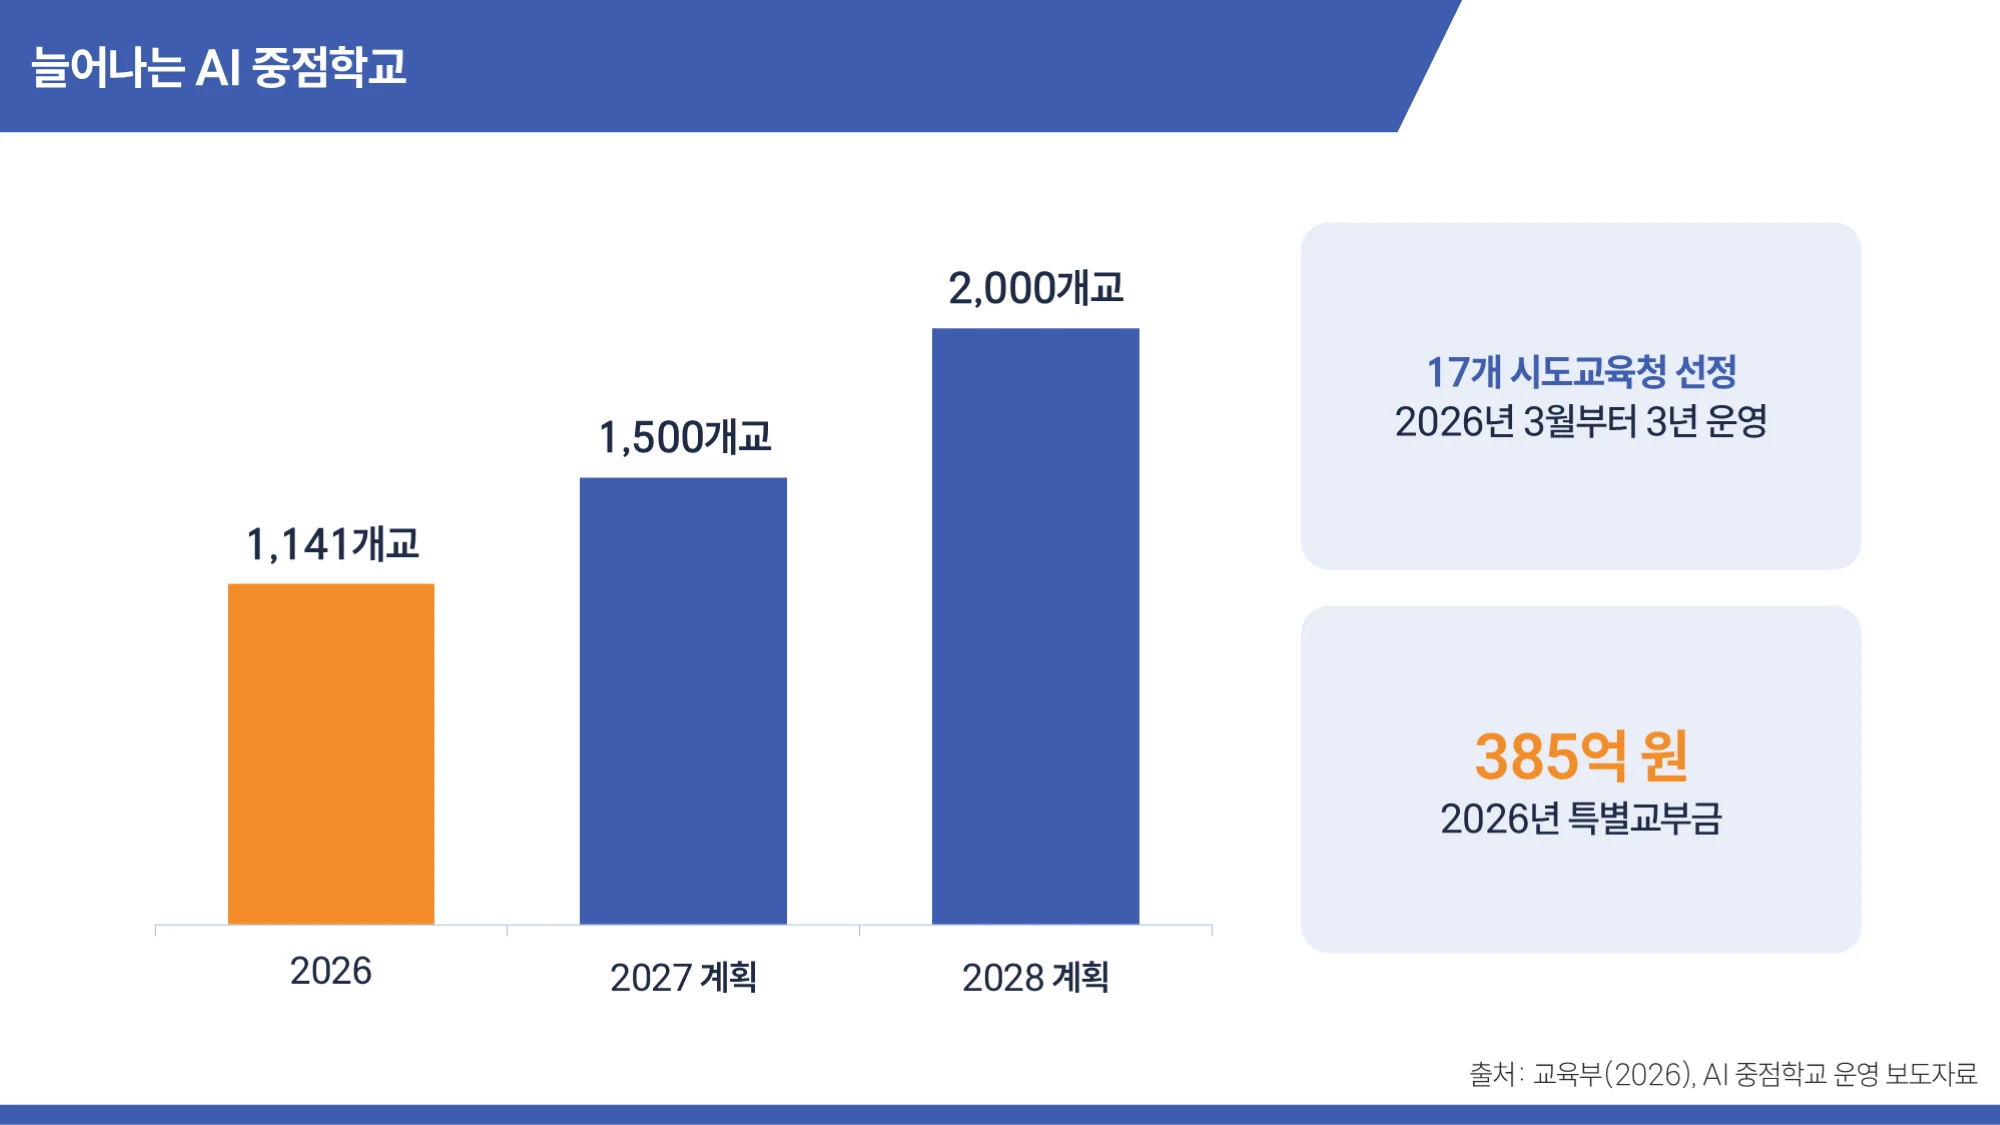 늘어나는 AI 중점학교
1,141개교
1,500개교
2,000개교
2026
2027 계획
2028 계획
17개 시도교육청 선정
2026년 3월부터 3년 운영
385억 원
2026년 특별교부금
출처: 교육부(2026), AI 중점학교 운영 보도자료